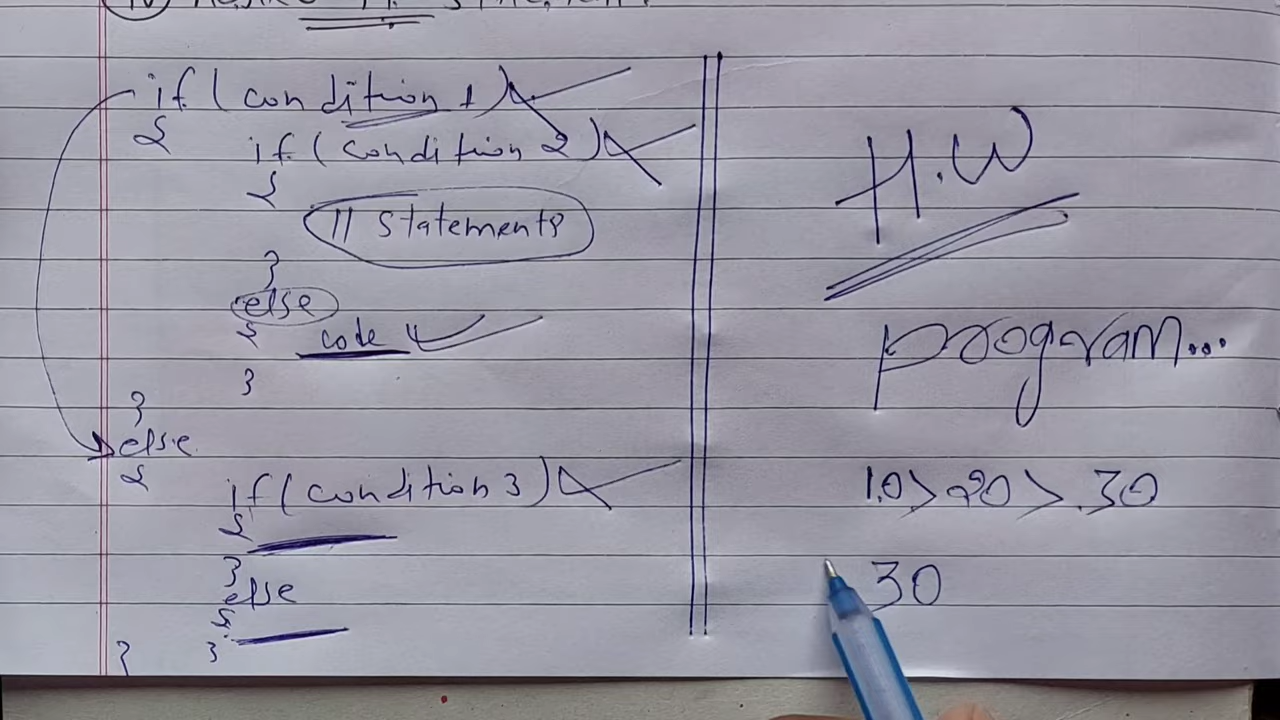 if (condition 1)
{
if (condition 2)
{
// statements
}
else
{
code
}
}
else
{
if (condition 3)
{
}
else
{
}
}
H.W
program...
10 > 20 > 30
30